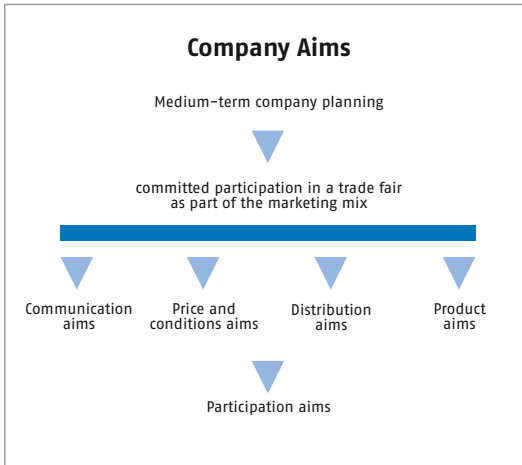 Company Aims
Medium-term company planning
committed participation in a trade fair
as part of the marketing mix
Communication
aims
Price and
conditions aims
Distribution
aims
Product
aims
Participation aims